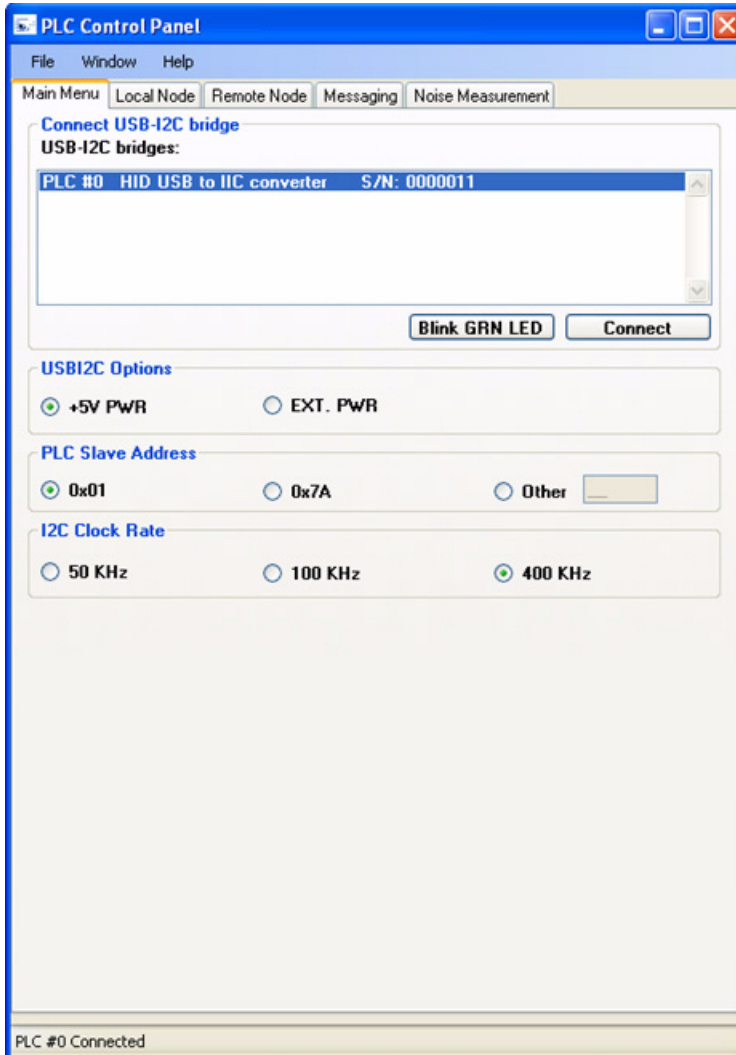 PLC Control Panel
File Window Help
Main Menu Local Node Remote Node Messaging Noise Measurement
Connect USB-I2C bridge
USB-I2C bridges:
PLC #0 HID USB to IIC converter S/N: 0000011
Blink GRN LED Connect
USBI2C Options
+5V PWR EXT. PWR
PLC Slave Address
0x01 0x7A Other __
I2C Clock Rate
50 KHz 100 KHz 400 KHz
PLC #0 Connected